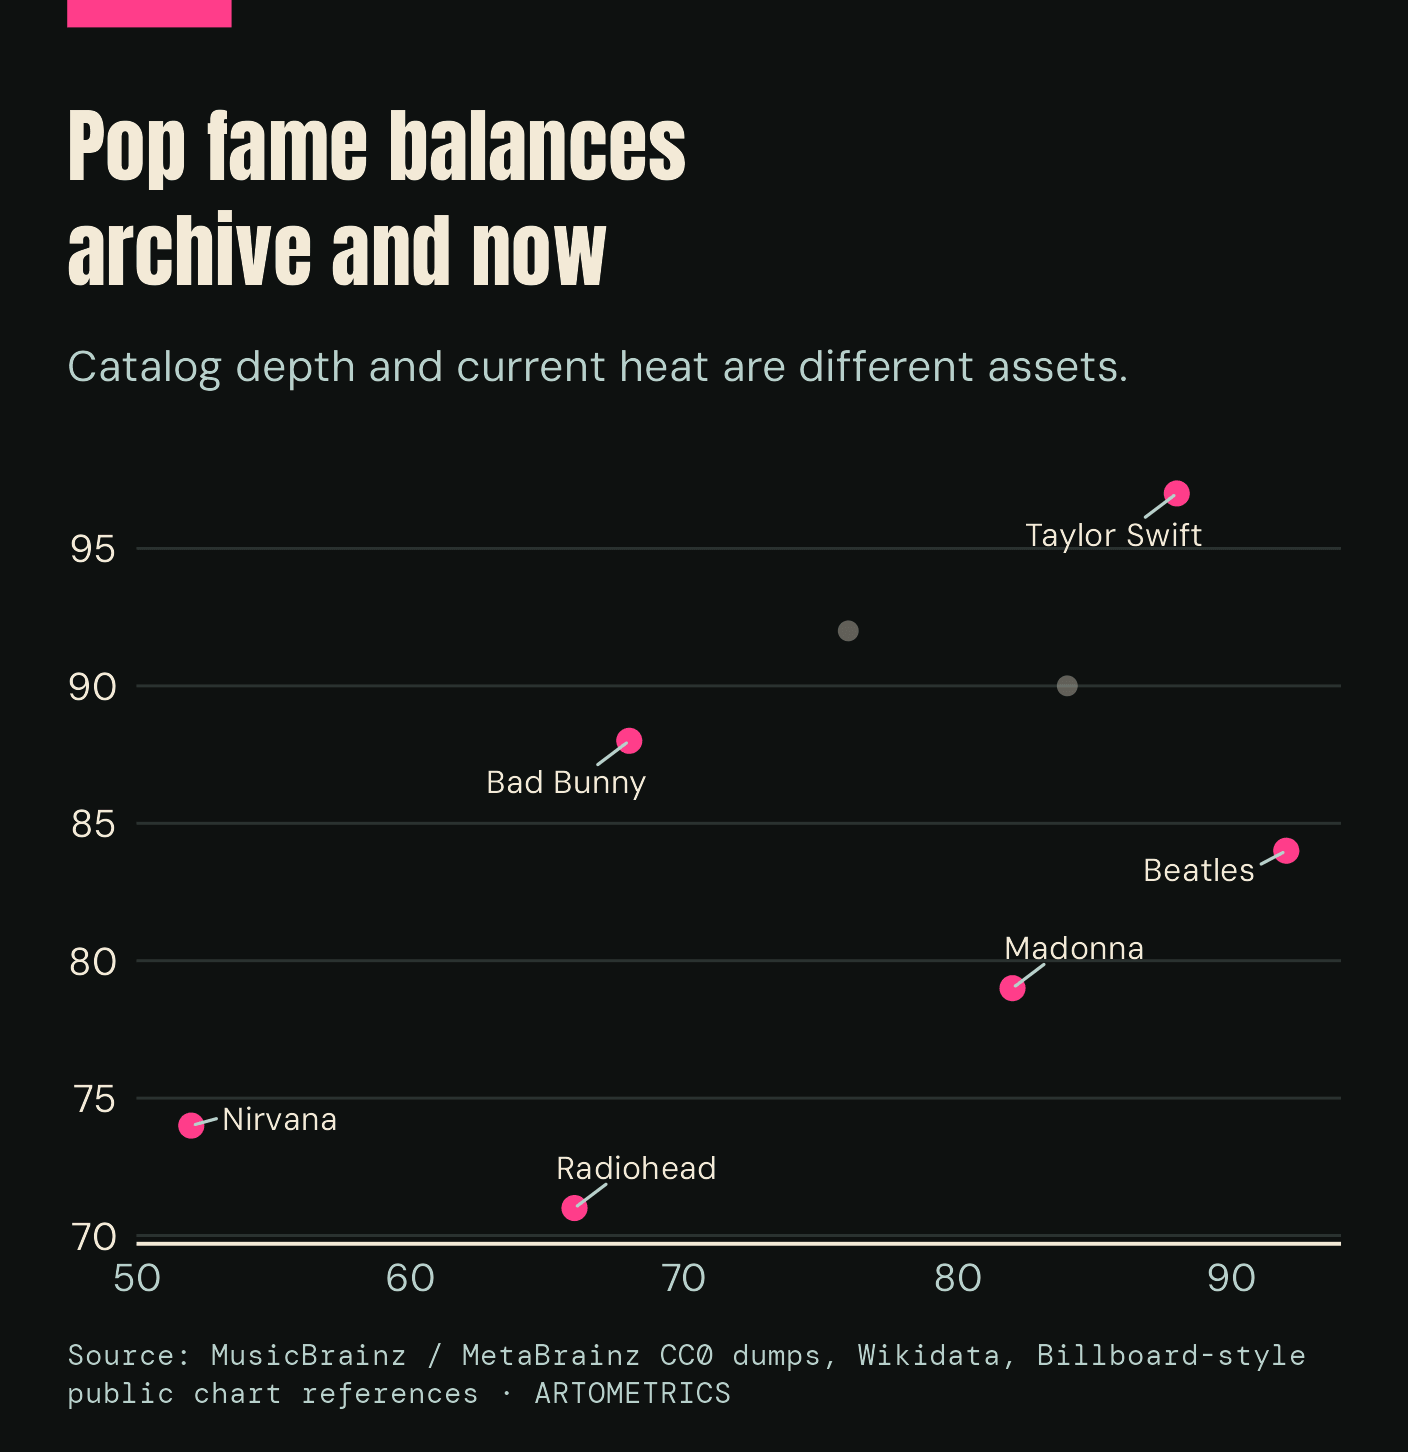 Pop fame balances
archive and now
Catalog depth and current heat are different assets.
Taylor Swift
95
90
Bad Bunny
85
Beatles
Madonna
80
75
Nirvana
Radiohead
70
50 60 70 80 90
Source: MusicBrainz / MetaBrainz CC0 dumps, Wikidata, Billboard-style
public chart references · ARTOMETRICS